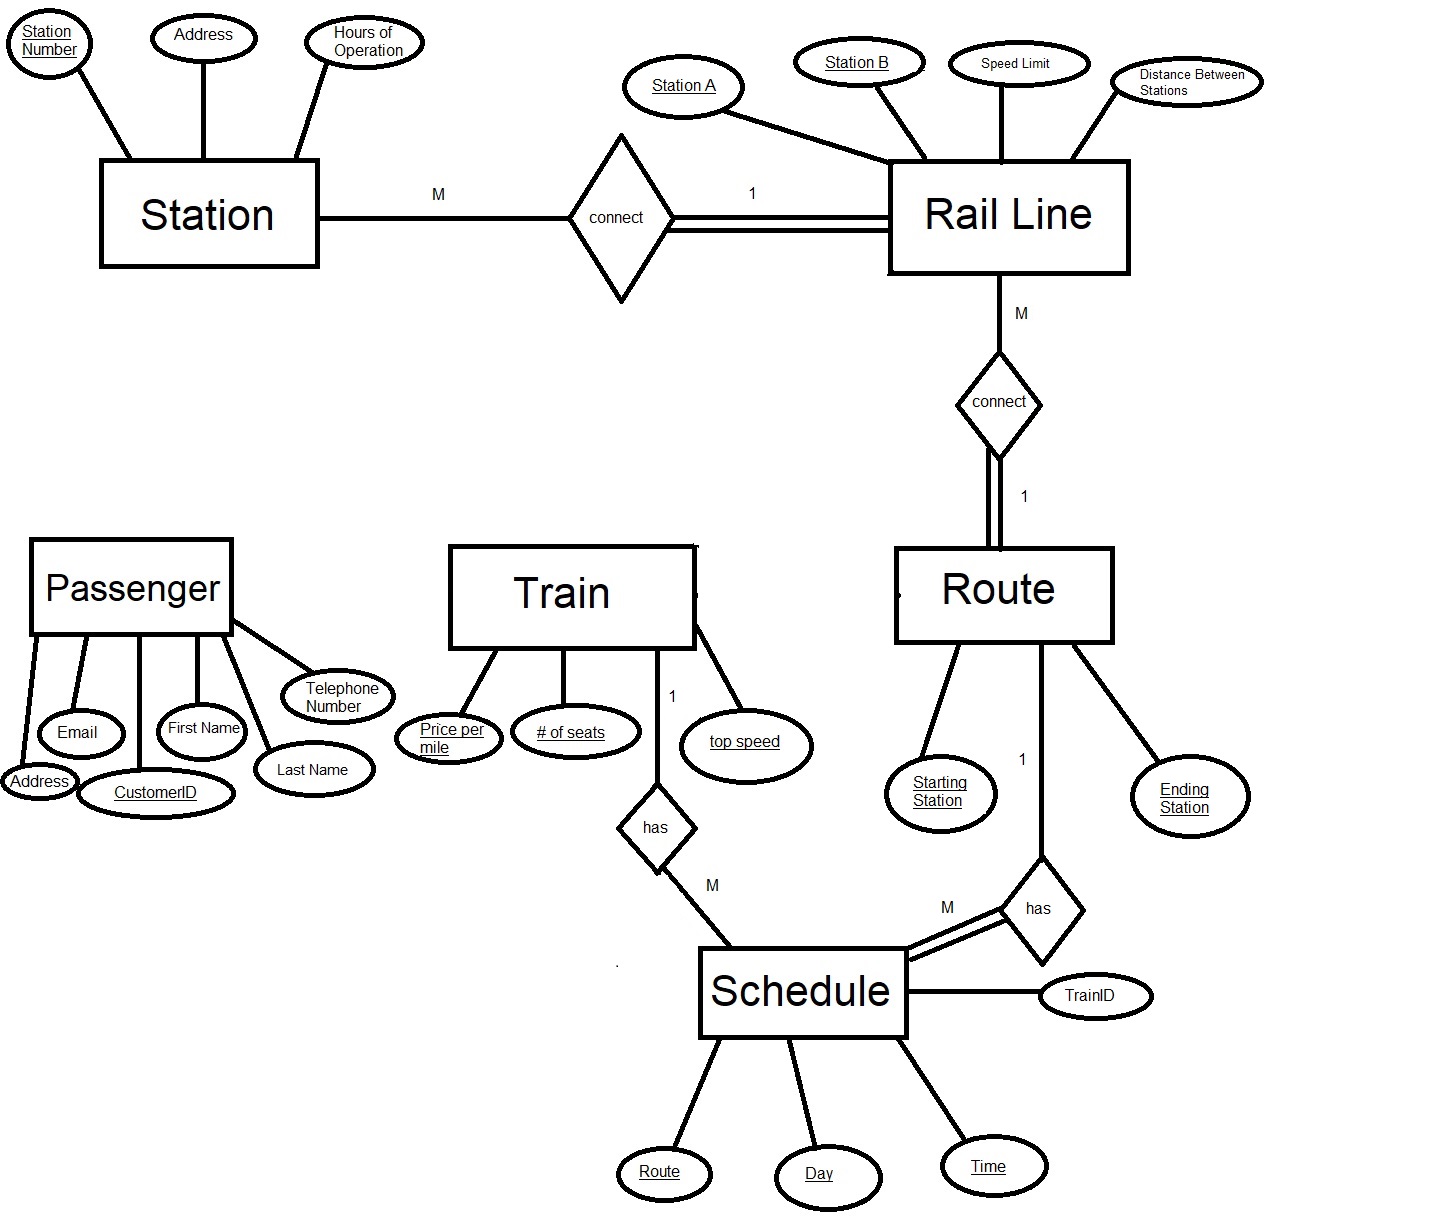 Station
Number
Address
Hours of
Operation
Station A
Station B
Speed Limit
Distance Between
Stations
Station
M
connect
1
Rail Line
M
connect
1
Passenger
Train
Route
Telephone
Number
Email
First Name
Last Name
Address
CustomerID
Price per
mile
# of seats
1
top speed
has
M
Starting
Station
1
Ending
Station
M
has
Schedule
TrainID
Route
Day
Time